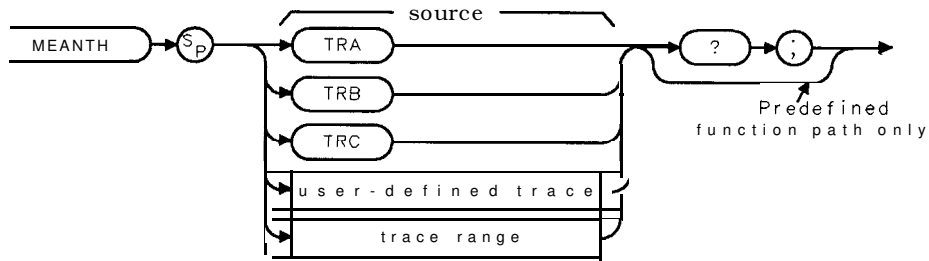 source
MEANTH SP TRA ? ;
TRB
Predefined
function path only
TRC
user-defined trace
trace range